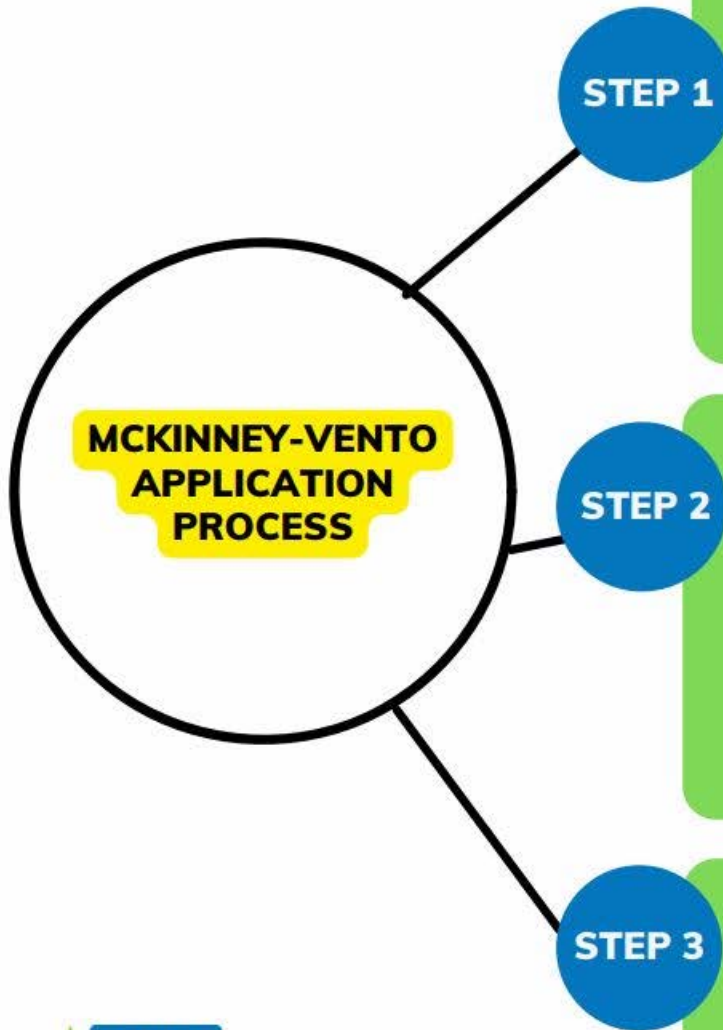 STEP 1
MCKINNEY-VENTO
APPLICATION
PROCESS
STEP 2
STEP 3